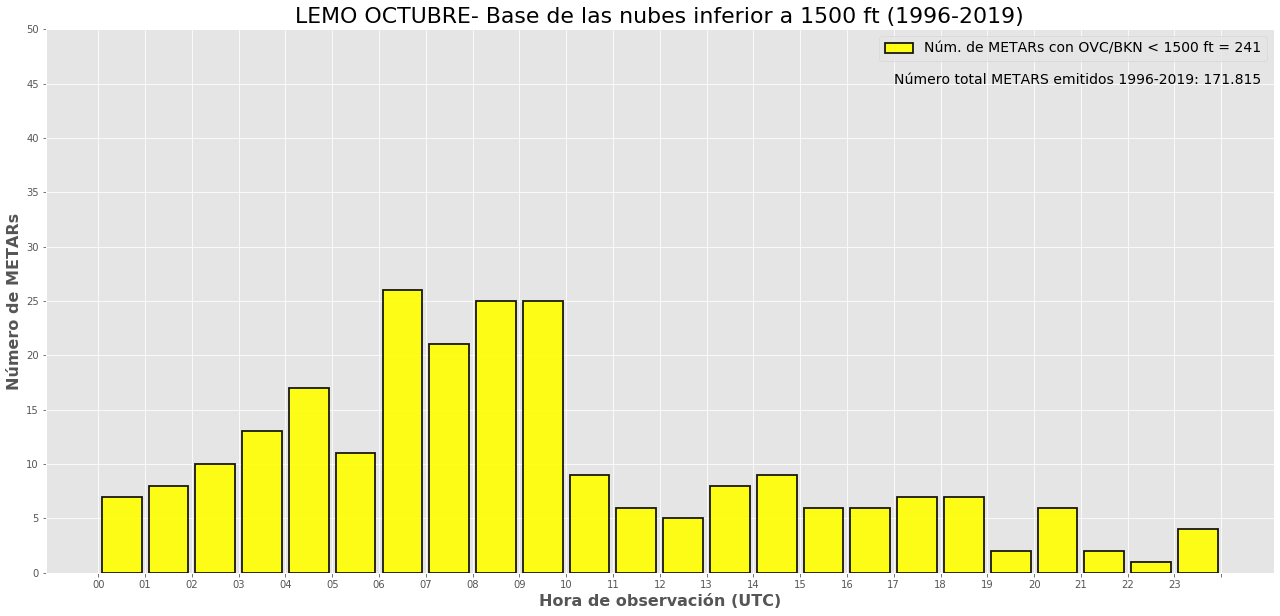 LEMO OCTUBRE- Base de las nubes inferior a 1500 ft (1996-2019)
Núm. de METARs con OVC/BKN < 1500 ft = 241
Número total METARS emitidos 1996-2019: 171.815
Número de METARs
50
45
40
35
30
25
20
15
10
5
0
00 01 02 03 04 05 06 07 08 09 10 11 12 13 14 15 16 17 18 19 20 21 22 23
Hora de observación (UTC)